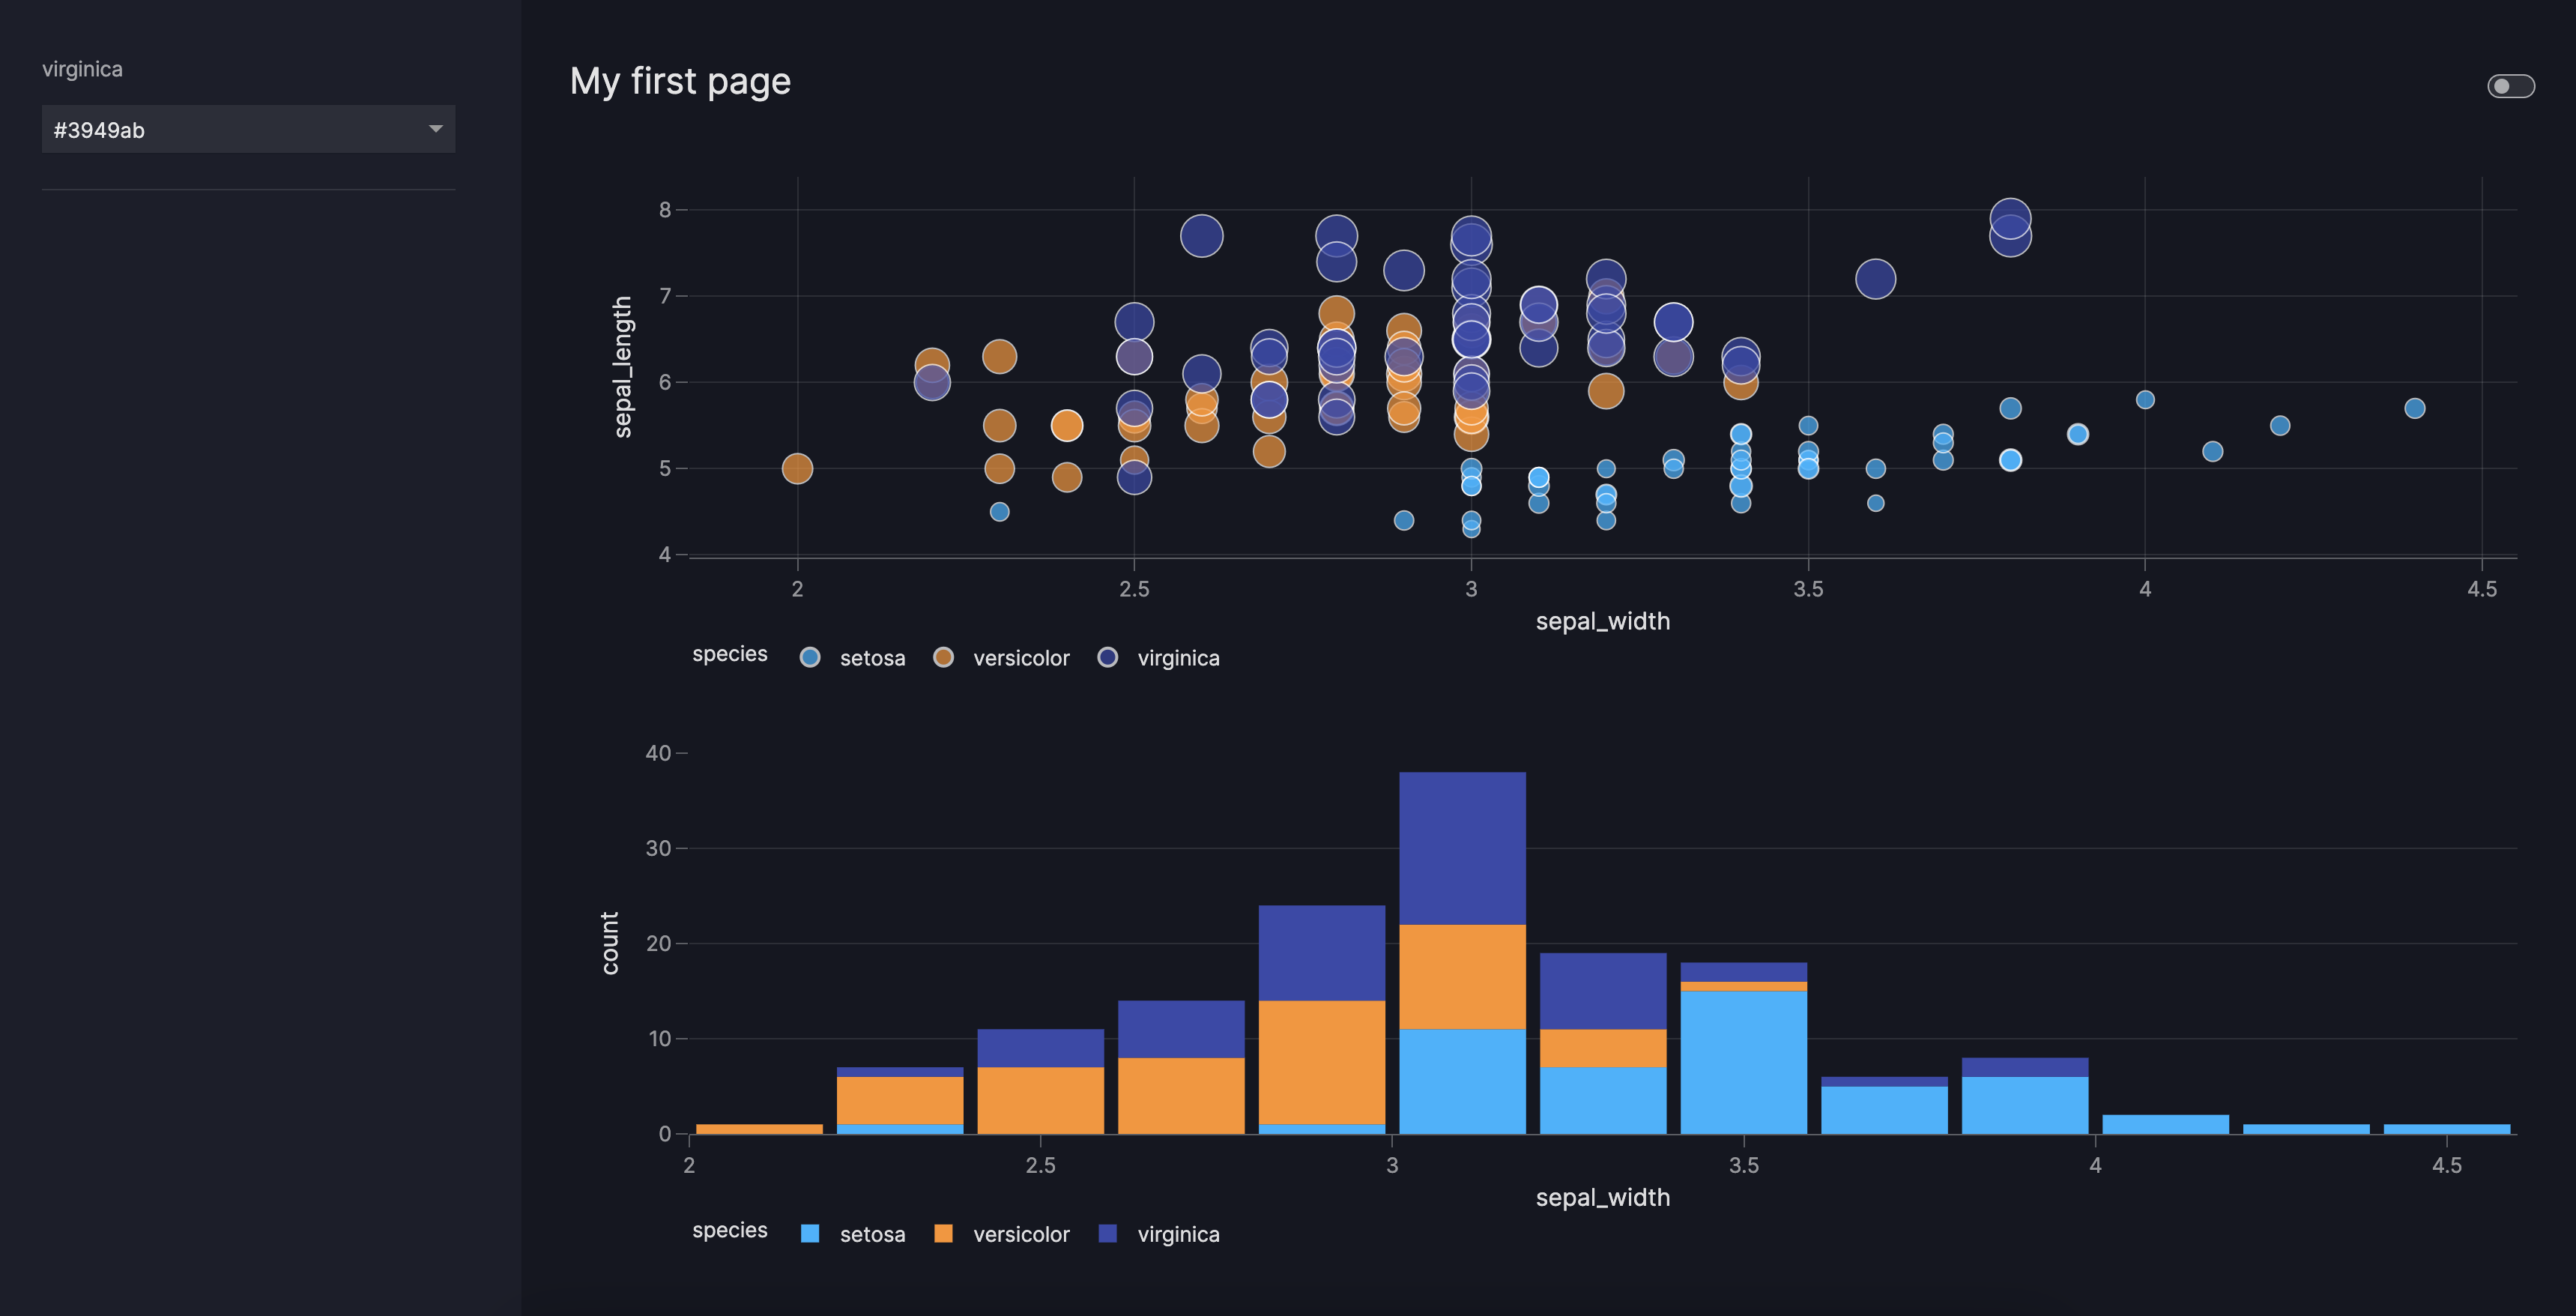 virginica
#3949ab
My first page
sepal_length
8
7
6
5
4
2 2.5 3 3.5 4 4.5
sepal_width
species setosa versicolor virginica
count
40
30
20
10
0
2 2.5 3 3.5 4 4.5
sepal_width
species setosa versicolor virginica